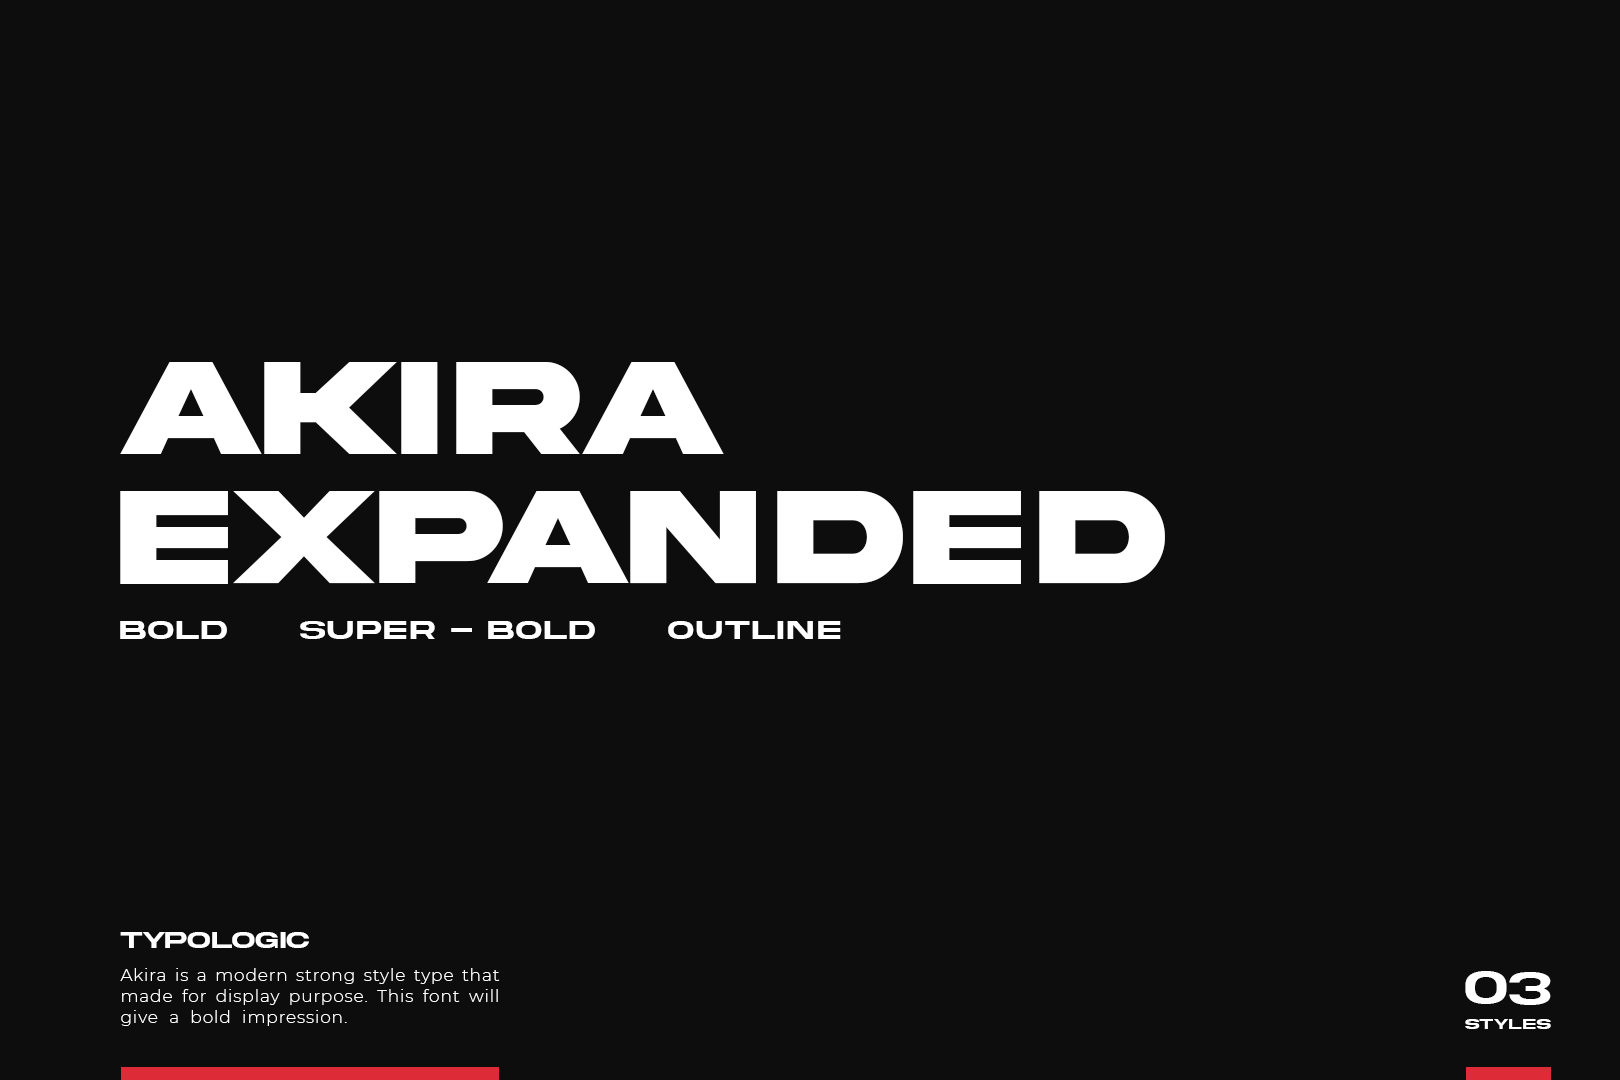 AKIRA
EXPANDED
BOLD SUPER – BOLD OUTLINE
TYPOLOGIC
Akira is a modern strong style type that
made for display purpose. This font will
give a bold impression.
03
STYLES